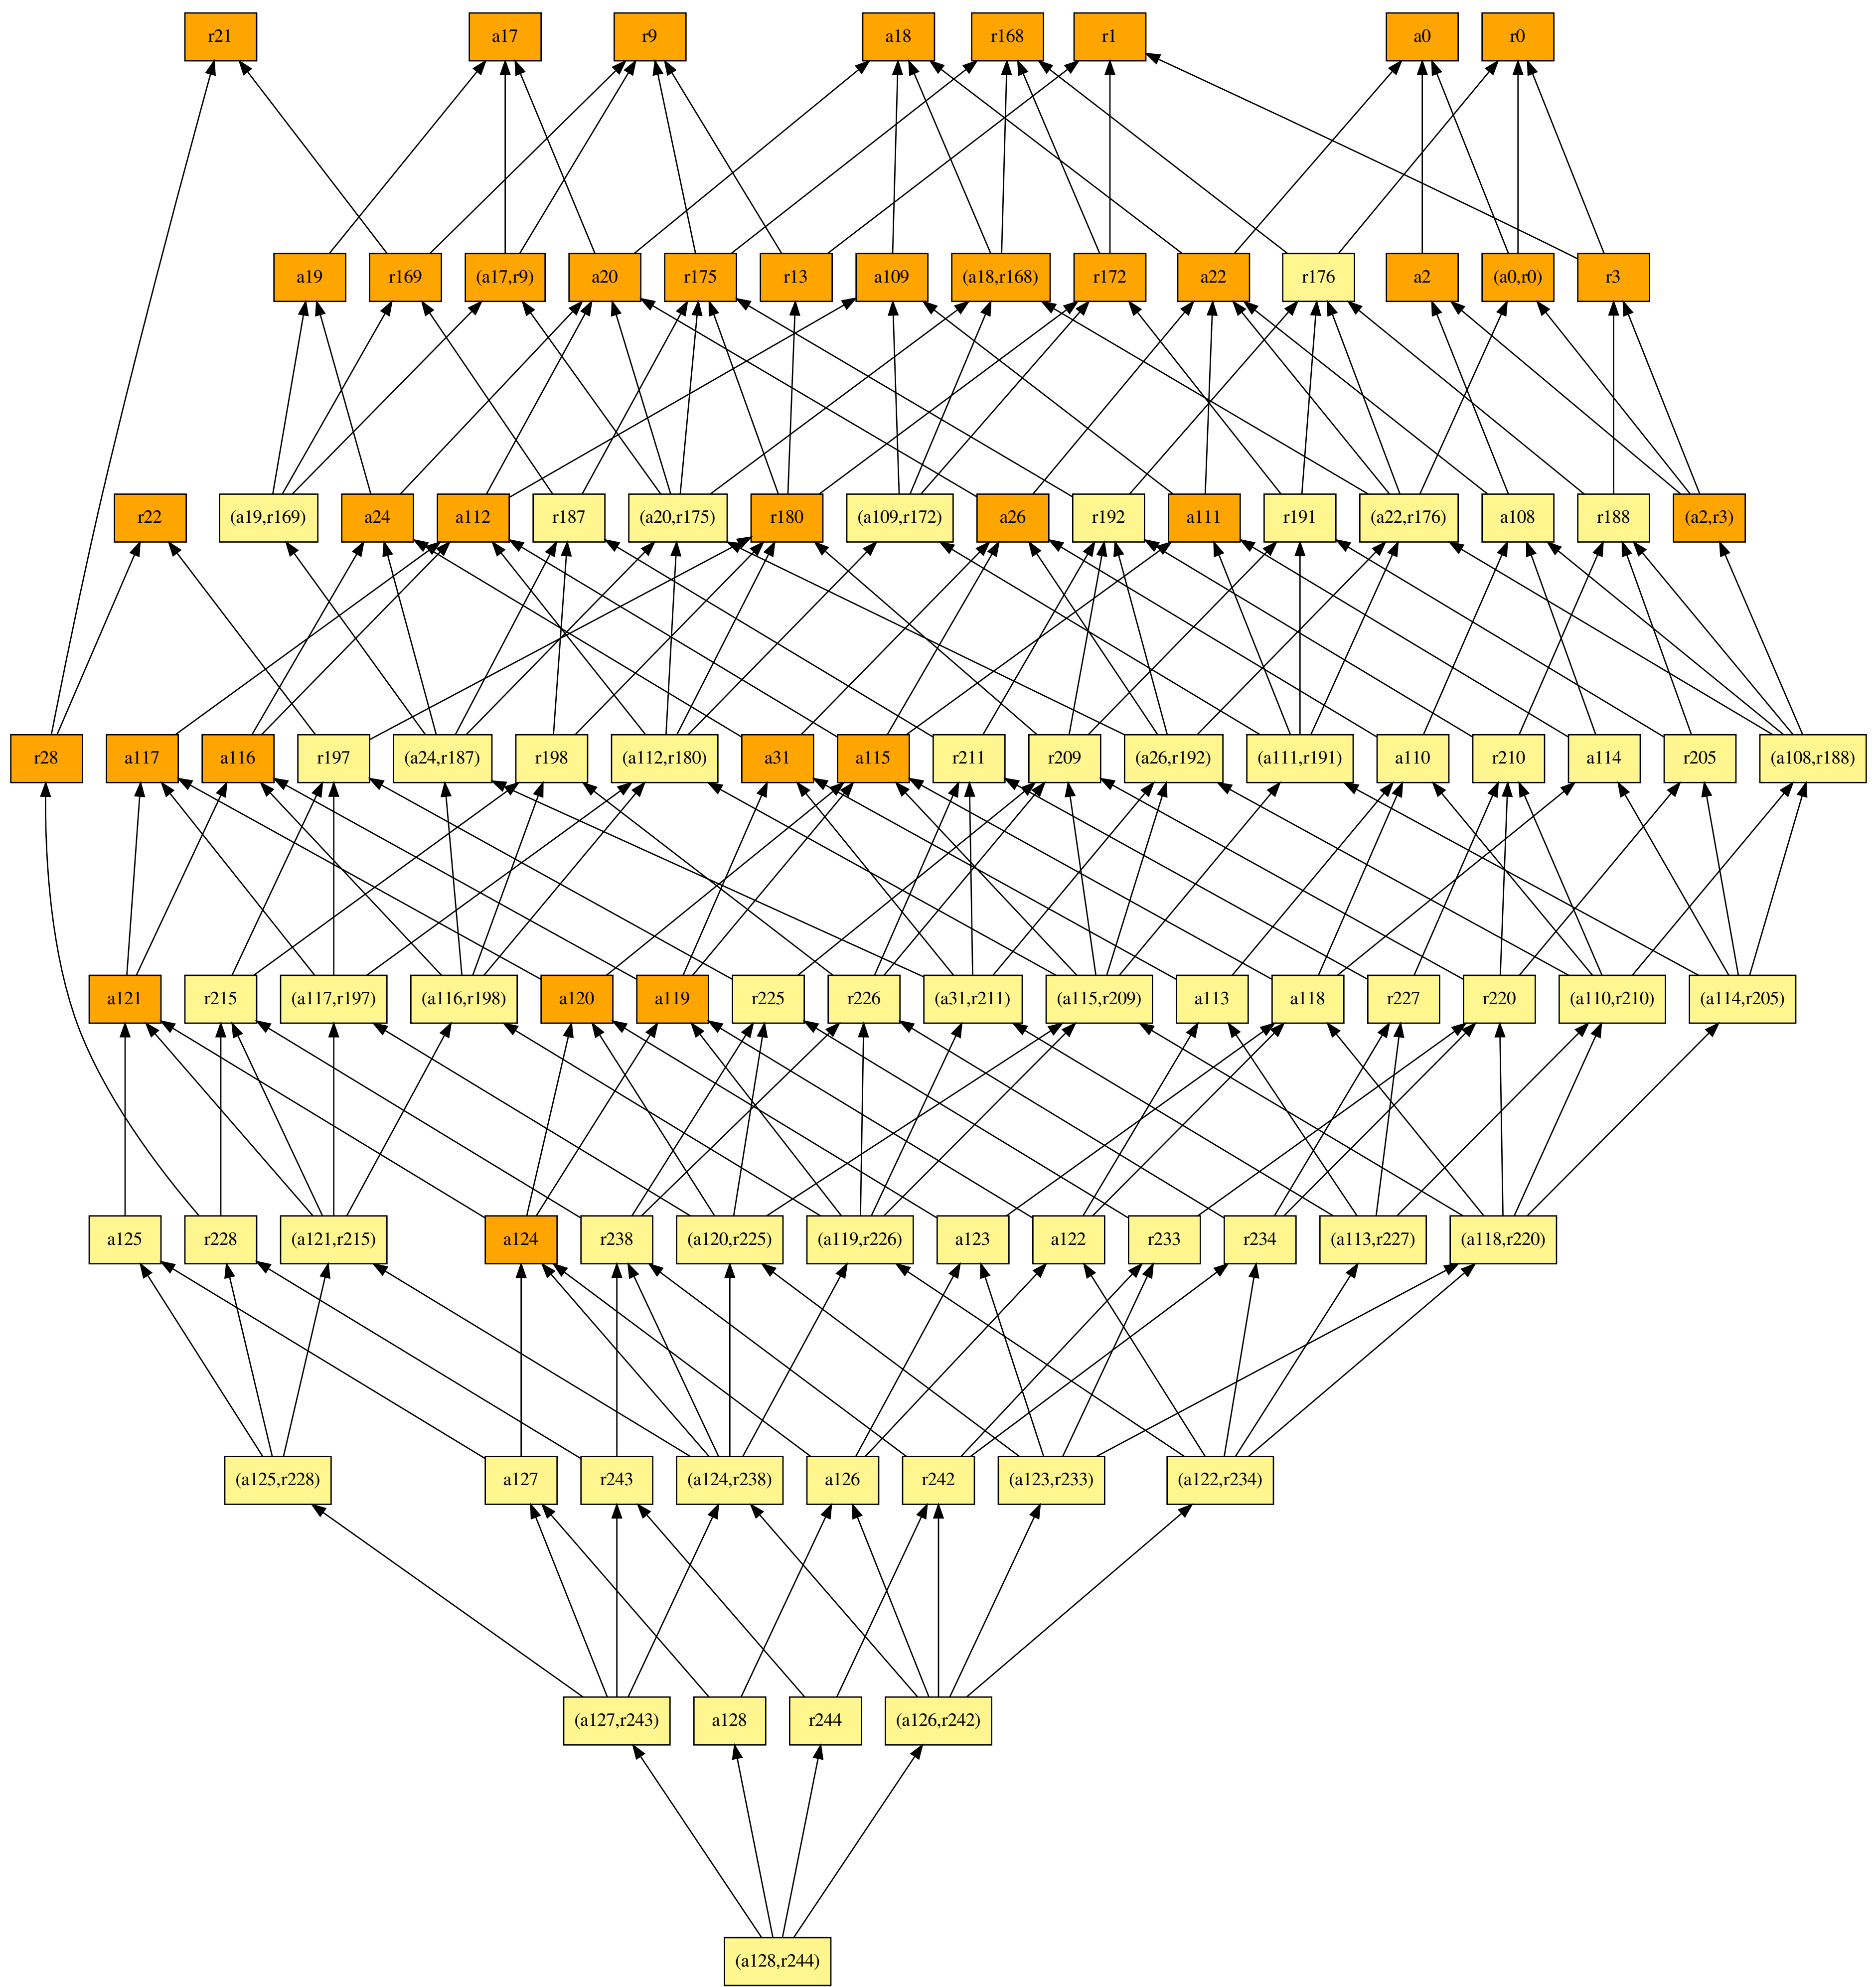 r21 a17 r9 a18 r168 r1 a0 r0
a19 r169 (a17,r9) a20 r175 r13 a109 (a18,r168) r172 a22 r176 a2 (a0,r0) r3
r22 (a19,r169) a24 a112 r187 (a20,r175) r180 (a109,r172) a26 r192 a111 r191 (a22,r176) a108 r188 (a2,r3)
r28 a117 a116 r197 (a24,r187) r198 (a112,r180) a31 a115 r211 r209 (a26,r192) (a111,r191) a110 r210 a114 r205 (a108,r188)
a121 r215 (a117,r197) (a116,r198) a120 a119 r225 r226 (a31,r211) (a115,r209) a113 a118 r227 r220 (a110,r210) (a114,r205)
a125 r228 (a121,r215) a124 r238 (a120,r225) (a119,r226) a123 a122 r233 r234 (a113,r227) (a118,r220)
(a125,r228) a127 r243 (a124,r238) a126 r242 (a123,r233) (a122,r234)
(a127,r243) a128 r244 (a126,r242)
(a128,r244)